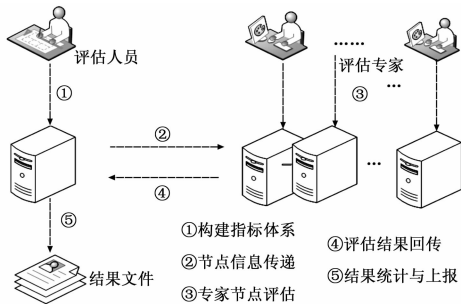 ……
评估人员
评估专家
①
③
…
②
…
④
⑤
①构建指标体系
④评估结果回传
结果文件
②节点信息传递
⑤结果统计与上报
③专家节点评估